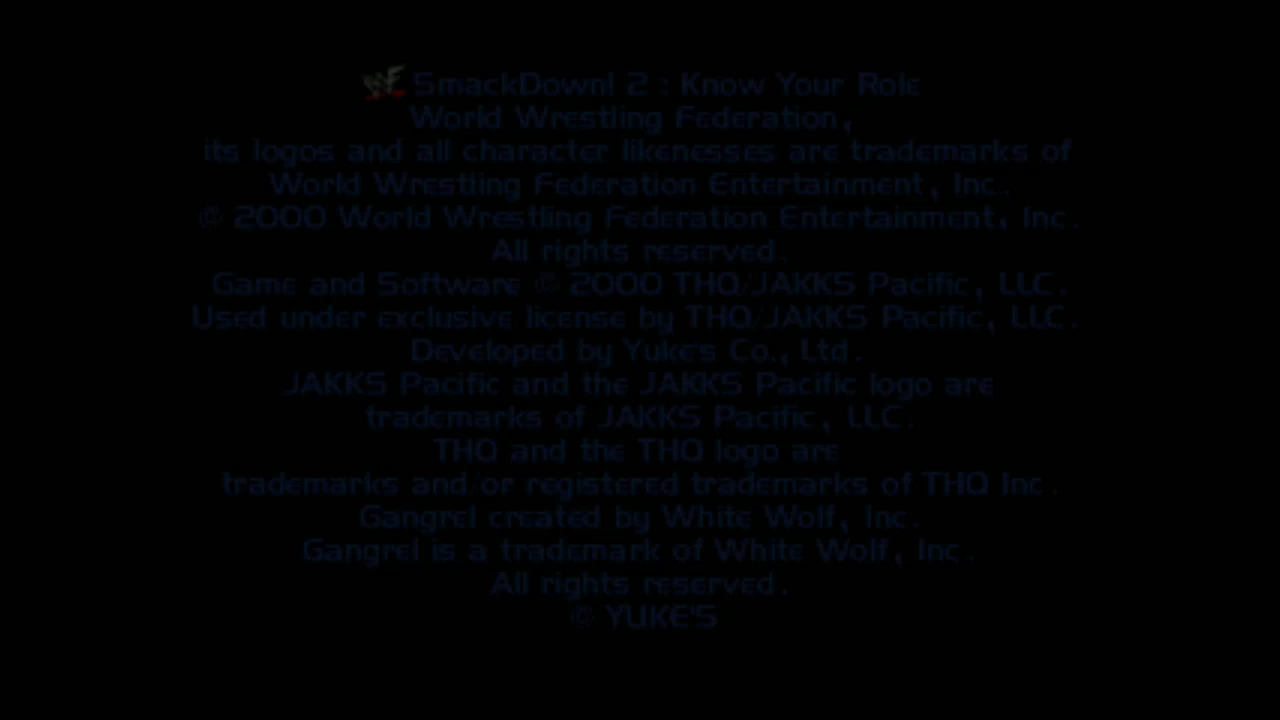 WF SmackDown! 2 : Know Your Role
World Wrestling Federation,
its logos and all character likenesses are trademarks of
World Wrestling Federation Entertainment, Inc.
© 2000 World Wrestling Federation Entertainment, Inc.
All rights reserved.
Game and Software © 2000 THQ/JAKKS Pacific, LLC.
Used under exclusive license by THQ/JAKKS Pacific, LLC.
Developed by Yuke's Co., Ltd.
JAKKS Pacific and the JAKKS Pacific logo are
trademarks of JAKKS Pacific, LLC.
THQ and the THQ logo are
trademarks and/or registered trademarks of THQ Inc.
Gangrel created by White Wolf, Inc.
Gangrel is a trademark of White Wolf, Inc.
All rights reserved.
© YUKE'S